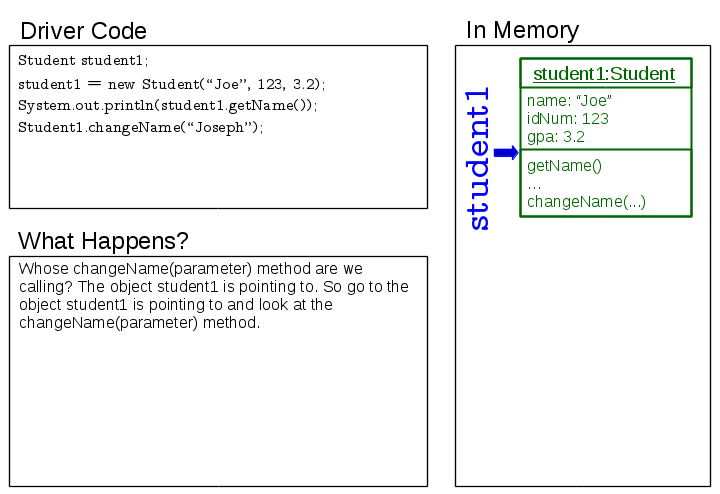 Driver Code
Student student1;
student1 = new Student(“Joe”, 123, 3.2);
System.out.println(student1.getName());
Student1.changeName(“Joseph”);
What Happens?
Whose changeName(parameter) method are we
calling? The object student1 is pointing to. So go to the
object student1 is pointing to and look at the
changeName(parameter) method.
In Memory
student1
student1:Student
name: “Joe”
idNum: 123
gpa: 3.2
getName()
...
changeName(...)